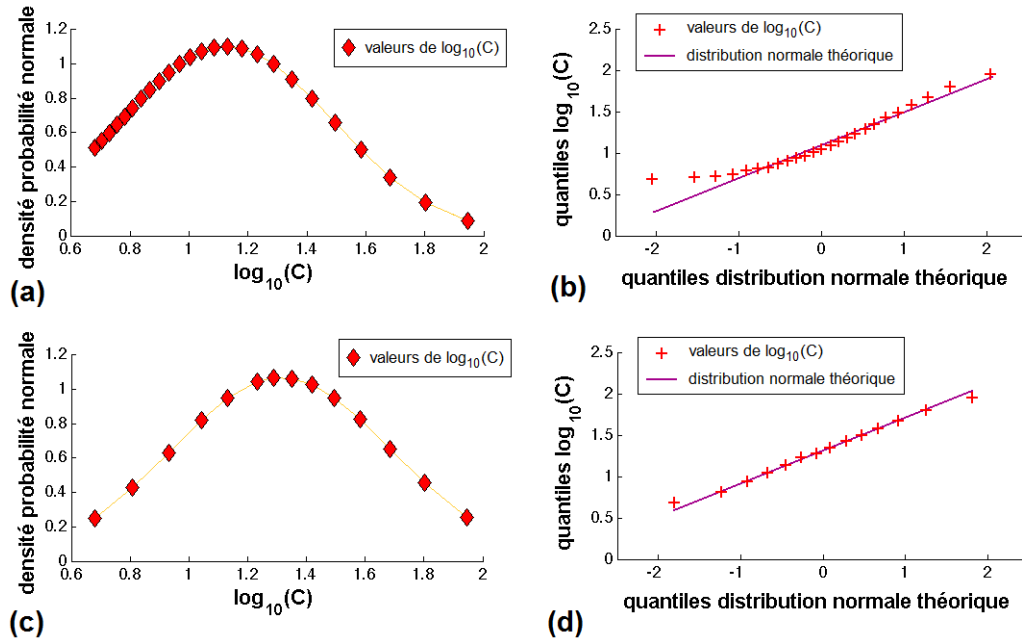 densité probabilité normale
1.2
1.0
0.8
0.6
0.4
0.2
0
0.6
0.8
1
1.2
1.4
1.6
1.8
2
log10(C)
valeurs de log10(C)
(a)
quantiles log10(C)
2.5
2
1.5
1.0
0.5
0
-2
-1
0
1
2
quantiles distribution normale théorique
valeurs de log10(C)
distribution normale théorique
(b)
densité probabilité normale
1.2
1
0.8
0.6
0.4
0.2
0
0.6
0.8
1
1.2
1.4
1.6
1.8
2
log10(C)
valeurs de log10(C)
(c)
quantiles log10(C)
2.5
2
1.5
1.0
0.5
0
-2
-1
0
1
2
quantiles distribution normale théorique
valeurs de log10(C)
distribution normale théorique
(d)